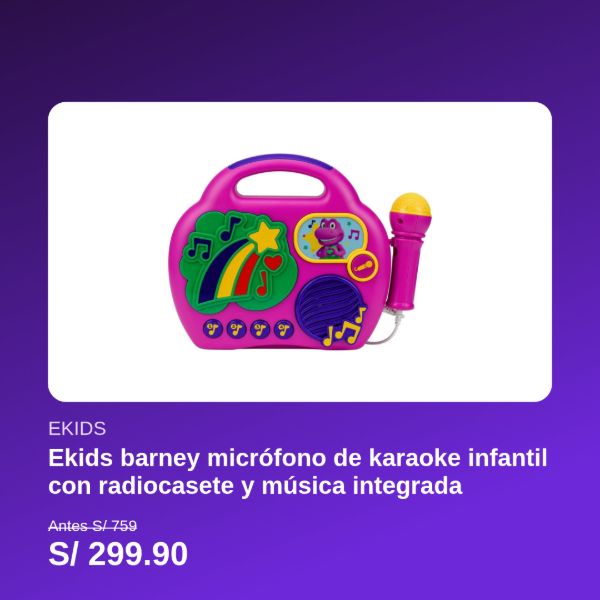 EKIDS
Ekids barney micrófono de karaoke infantil
con radiocasete y música integrada
Antes S/ 759
S/ 299.90